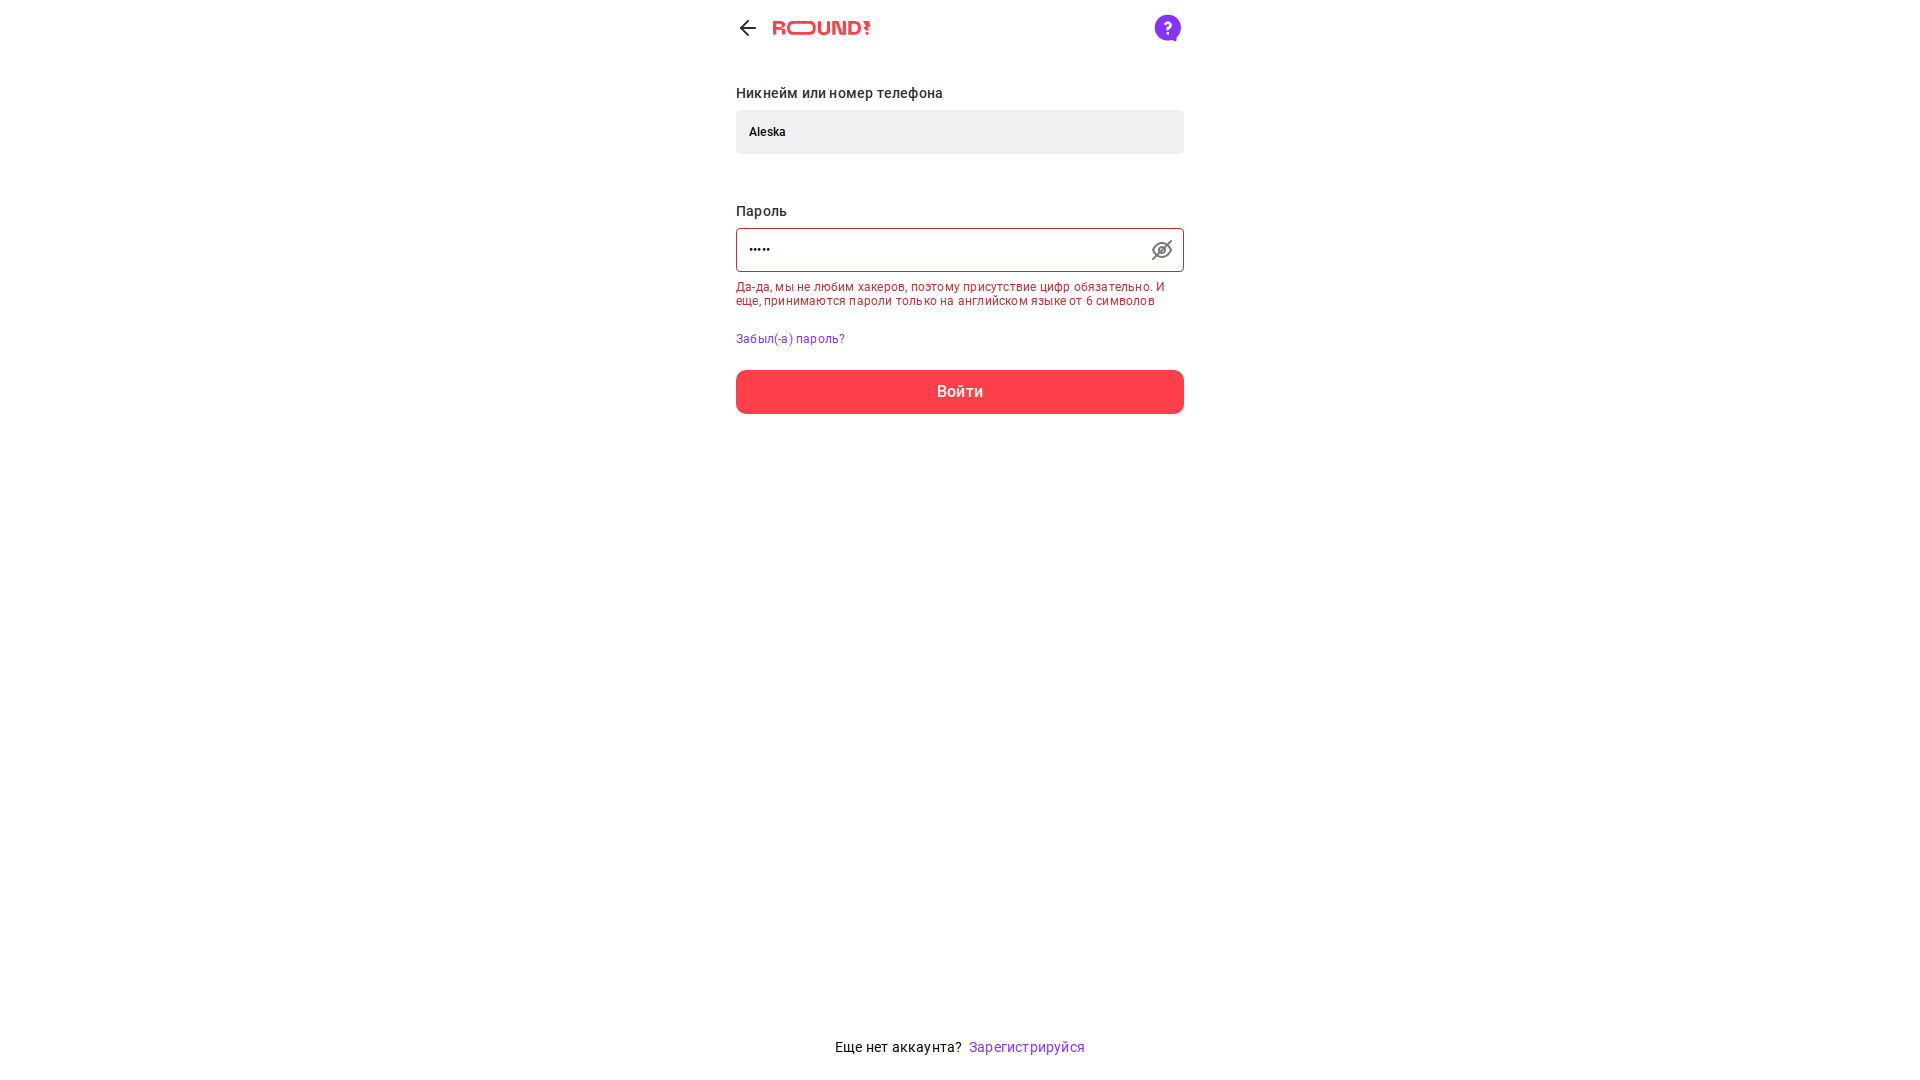 ROUND!
Никнейм или номер телефона
Aleska
Пароль
•••••
Да-да, мы не любим хакеров, поэтому присутствие цифр обязательно. И
еще, принимаются пароли только на английском языке от 6 символов
Забыл(-а) пароль?
Войти
Еще нет аккаунта? Зарегистрируйся